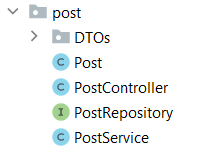 post
DTOs
C Post
C PostController
I PostRepository
C PostService